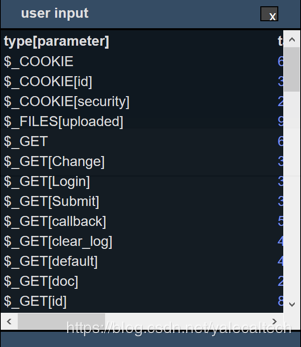 user input
x
type[parameter] t
$_COOKIE 6
$_COOKIE[id] 3
$_COOKIE[security] 2
$_FILES[uploaded] 9
$_GET 6
$_GET[Change] 3
$_GET[Login] 3
$_GET[Submit] 3
$_GET[callback] 5
$_GET[clear_log] 4
$_GET[default] 4
$_GET[doc] 2
$_GET[id] 8
https://blog.csdn.net/yalecaltech